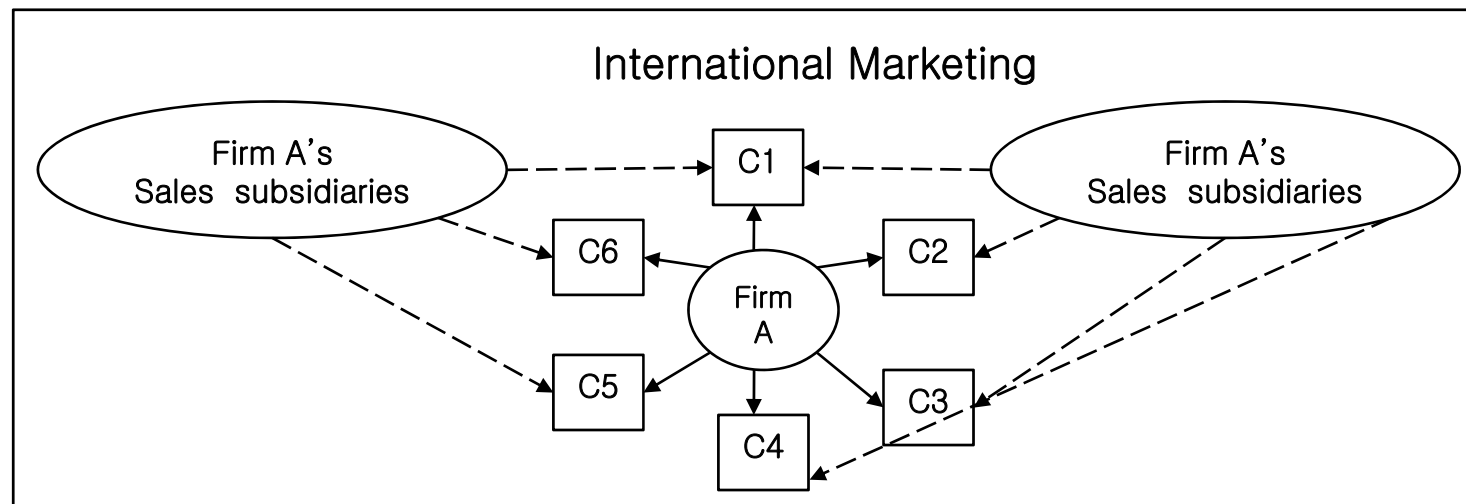 International Marketing
Firm A's
Sales subsidiaries
C1
Firm A's
Sales subsidiaries
C6
C2
Firm
A
C5
C3
C4